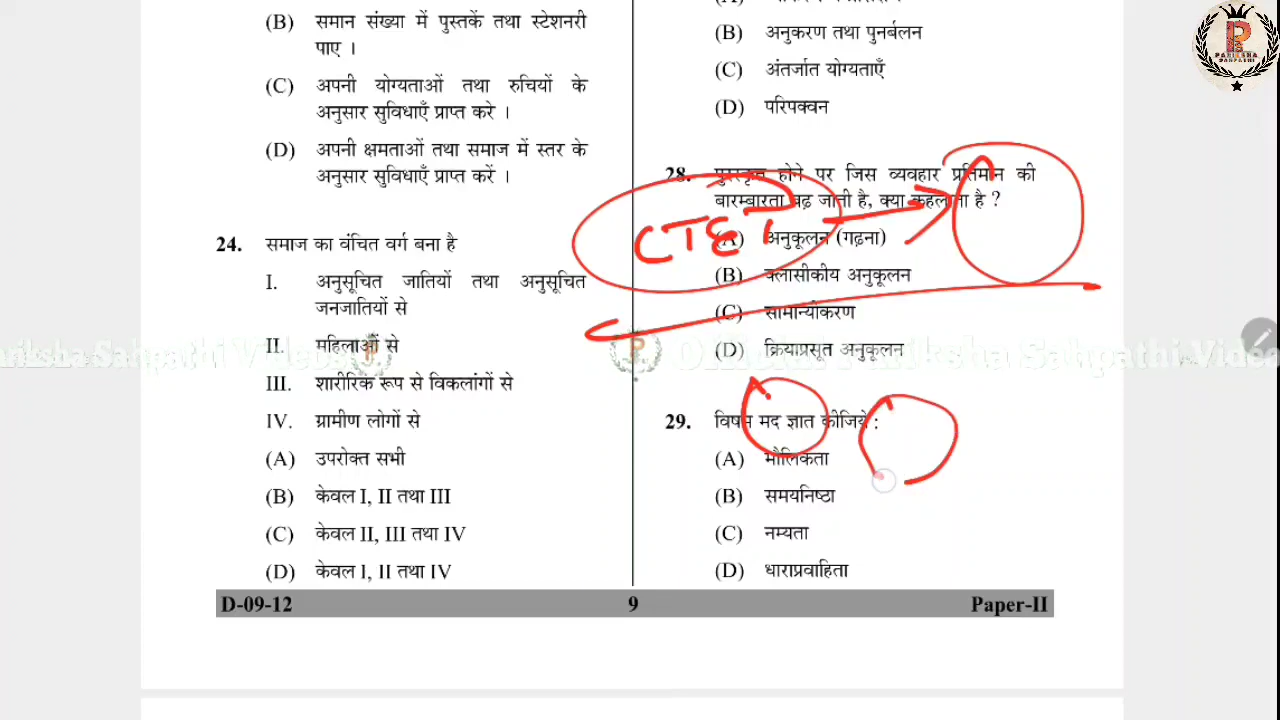 (B) समान संख्या में पुस्तकें तथा स्टेशनरी
पाए ।
(C) अपनी योग्यताओं तथा रुचियों के
अनुसार सुविधाएँ प्राप्त करे ।
(D) अपनी क्षमताओं तथा समाज में स्तर के
अनुसार सुविधाएँ प्राप्त करें ।
24. समाज का वंचित वर्ग बना है
I. अनुसूचित जातियों तथा अनुसूचित
जनजातियों से
II. महिलाओं से
III. शारीरिक रूप से विकलांगों से
IV. ग्रामीण लोगों से
(A) उपरोक्त सभी
(B) केवल I, II तथा III
(C) केवल II, III तथा IV
(D) केवल I, II तथा IV
(B) अनुकरण तथा पुनर्बलन
(C) अंतर्जात योग्यताएँ
(D) परिपक्वन
28. पुरस्कृत होने पर जिस व्यवहार प्रतिमान की
बारम्बारता बढ़ जाती है, क्या कहलाता है ?
CTET
(A) अनुकूलन (गढ़ना)
(B) क्लासीकीय अनुकूलन
(C) सामान्यीकरण
(D) क्रियाप्रसूत अनुकूलन
29. विषम मद ज्ञात कीजिये :
(A) मौलिकता
(B) समयनिष्ठा
(C) नम्यता
(D) धाराप्रवाहिता
D-09-12 9 Paper-II
PARIKSHA
SAHPATHI